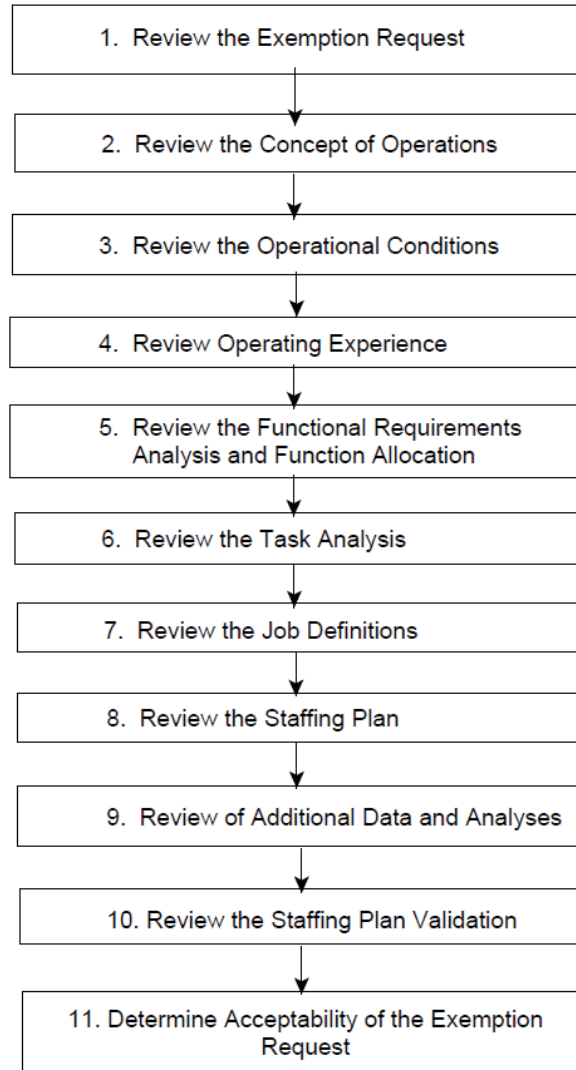 1. Review the Exemption Request
2. Review the Concept of Operations
3. Review the Operational Conditions
4. Review Operating Experience
5. Review the Functional Requirements
Analysis and Function Allocation
6. Review the Task Analysis
7. Review the Job Definitions
8. Review the Staffing Plan
9. Review of Additional Data and Analyses
10. Review the Staffing Plan Validation
11. Determine Acceptability of the Exemption
Request